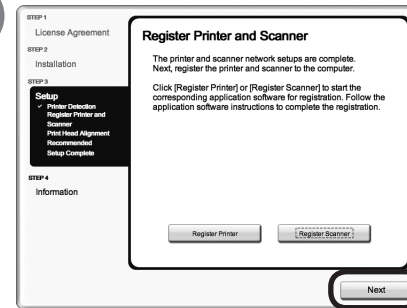 STEP 1
License Agreement
STEP 2
Installation
STEP 3
Setup
✓ Printer Detection
Register Printer and
Scanner
Print Head Alignment
Recommended
Setup Complete
STEP 4
Information
Register Printer and Scanner
The printer and scanner network setups are complete.
Next, register the printer and scanner to the computer.
Click [Register Printer] or [Register Scanner] to start the
corresponding application software for registration. Follow the
application software instructions to complete the registration.
Register Printer
Register Scanner
Next